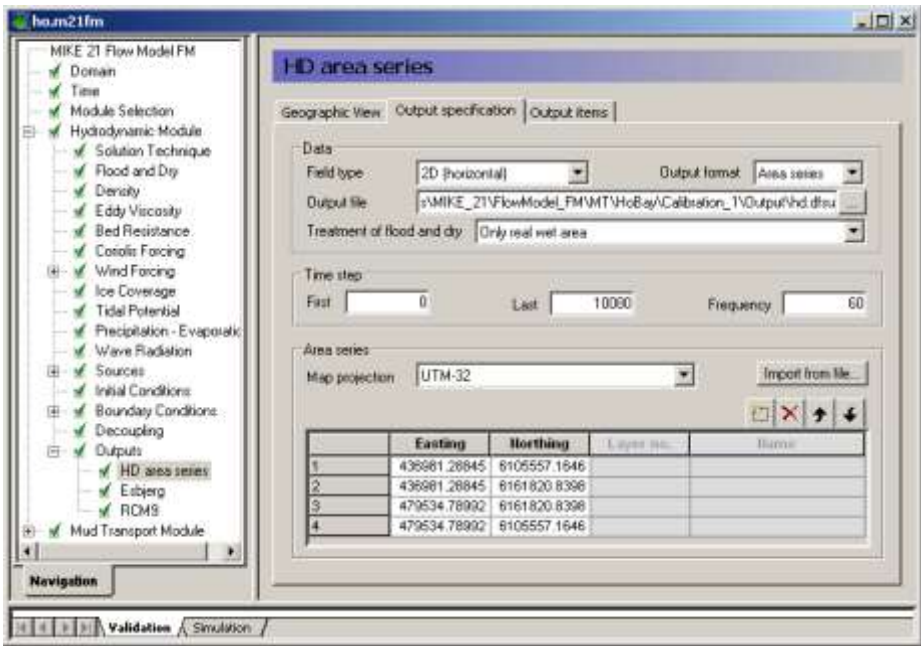 ho.m21fm
MIKE 21 Flow Model FM
Domain
Time
Module Selection
Hydrodynamic Module
Solution Technique
Flood and Dry
Density
Eddy Viscosity
Bed Resistance
Coriolis Forcing
Wind Forcing
Ice Coverage
Tidal Potential
Precipitation - Evaporatic
Wave Radiation
Sources
Initial Conditions
Boundary Conditions
Decoupling
Outputs
HD area series
Esbjerg
RCM9
Mud Transport Module
Navigation
HD area series
Geographic View Output specification Output items
Data
Field type 2D (horizontal) Output format Area series
Output file s\MIKE_21\FlowModel_FM\MT\HoBay\Calibration_1\Output\hd.dfsu ...
Treatment of flood and dry Only real wet area
Time step
First 0 Last 10080 Frequency 60
Area series
Map projection UTM-32 Import from file...
Easting Northing Layer no. Name
1 436981.28845 6105557.1646
2 436981.28845 6161820.8398
3 479534.78992 6161820.8398
4 479534.78992 6105557.1646
Validation Simulation